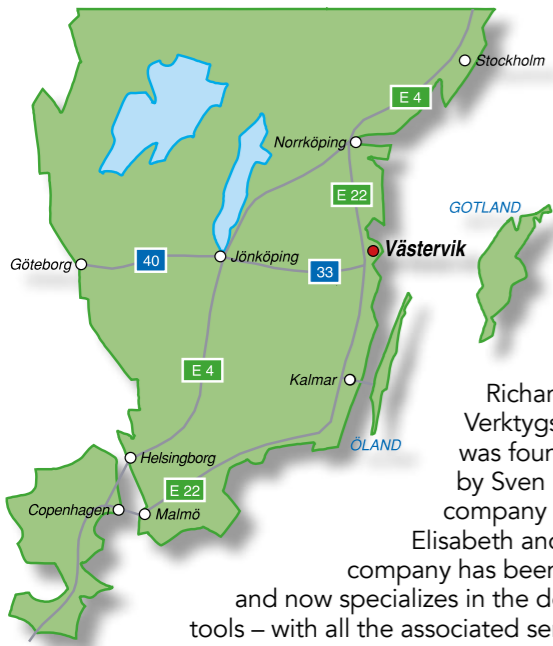 Stockholm
E 4
Norrköping
E 22
GOTLAND
Västervik
Göteborg
40
Jönköping
33
E 4
Kalmar
ÖLAND
Helsingborg
E 22
Copenhagen
Malmö
Verktygs
was foun
by Sven
company
Elisabeth and
company has been
and now specializes in the d
tools – with all the associated se